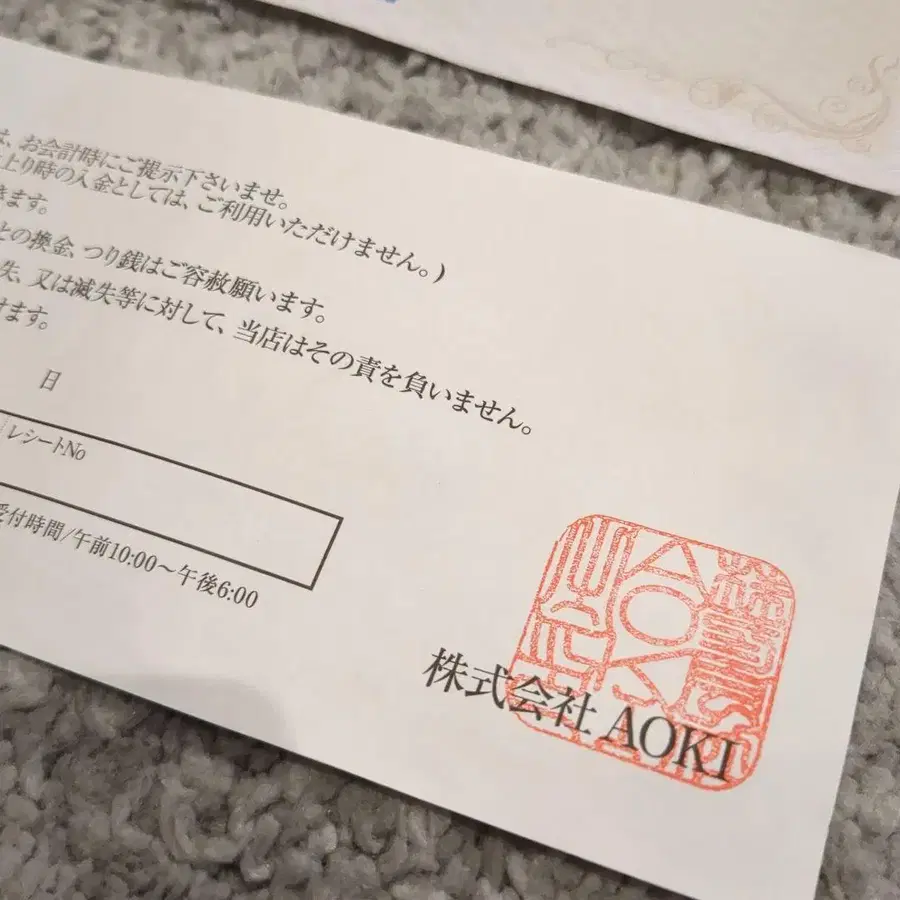 は、お会計時にご提示下さいませ。
上り時の入金としては、ご利用いただけません。)
きます。
との換金、つり銭はご容赦願います。
失、又は滅失等に対して、当店はその責を負いません。
けます。
日
レシートNo
受付時間/午前10:00〜午後6:00
株式会社 AOKI
AOKI